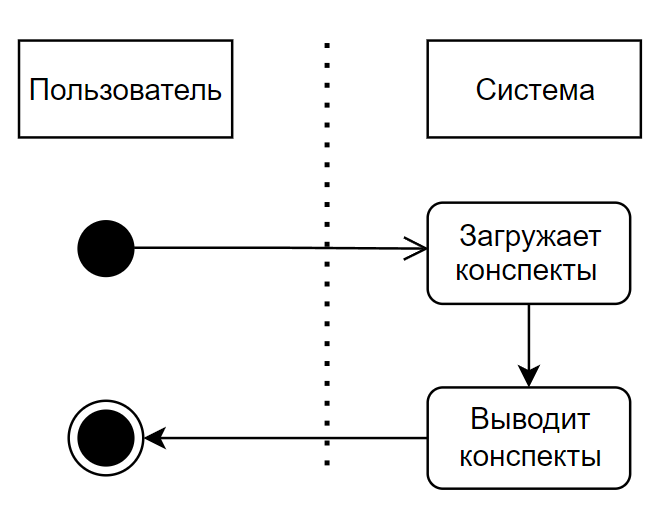 Пользователь
Система
Загружает
конспекты
Выводит
конспекты